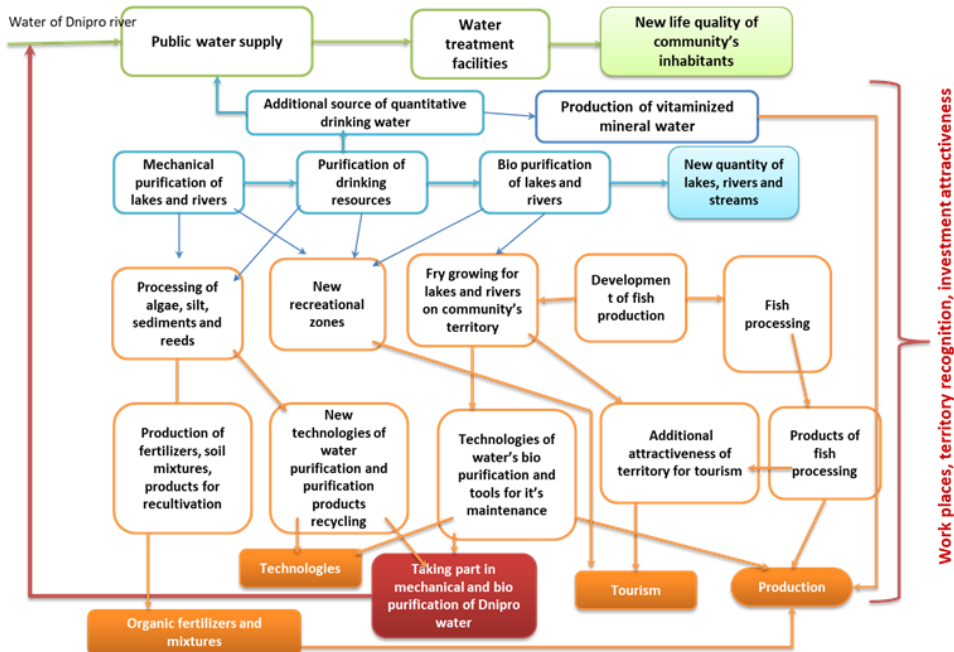 Water of Dnipro river
Public water supply
Water
treatment
facilities
New life quality of
community's
inhabitants
Additional source of quantitative
drinking water
Production of vitaminized
mineral water
Mechanical
purification of
lakes and rivers
Purification of
drinking
resources
Bio purification
of lakes and
rivers
New quantity of
lakes, rivers and
streams
Processing of
algae, silt,
sediments and
reeds
New
recreational
zones
Fry growing for
lakes and rivers
on community's
territory
Developmen
t of fish
production
Fish
processing
Production of
fertilizers, soil
mixtures,
products for
recultivation
New
technologies of
water
purification and
purification
products
recycling
Technologies of
water's bio
purification and
tools for it's
maintenance
Additional
attractiveness of
territory for tourism
Products of
fish
processing
Technologies
Taking part in
mechanical and bio
purification of Dnipro
water
Tourism
Production
Organic fertilizers and
mixtures
Work places, territory recognition, investment attractiveness